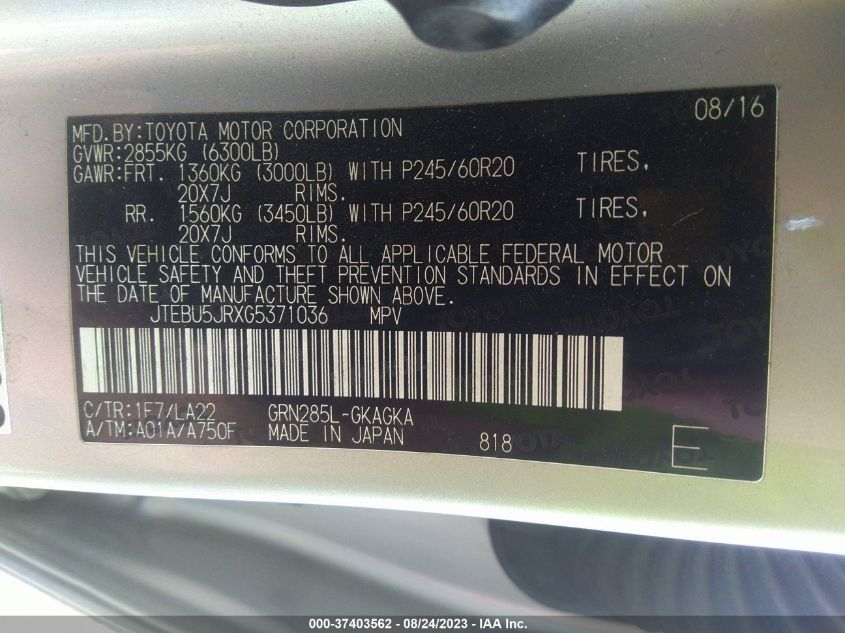 08/16
MFD.BY:TOYOTA MOTOR CORPORATION
GVWR:2855KG (6300LB)
GAWR:FRT. 1360KG (3000LB) WITH P245/60R20 TIRES,
20X7J RIMS.
RR. 1560KG (3450LB) WITH P245/60R20 TIRES,
20X7J RIMS.
THIS VEHICLE CONFORMS TO ALL APPLICABLE FEDERAL MOTOR
VEHICLE SAFETY AND THEFT PREVENTION STANDARDS IN EFFECT ON
THE DATE OF MANUFACTURE SHOWN ABOVE.
JTEBU5JRXG5371036 MPV
C/TR:1F7/LA22 GRN285L-GKAGKA
A/TM:A01A/A750F MADE IN JAPAN 818 E
000-37403562 - 08/24/2023 - IAA Inc.